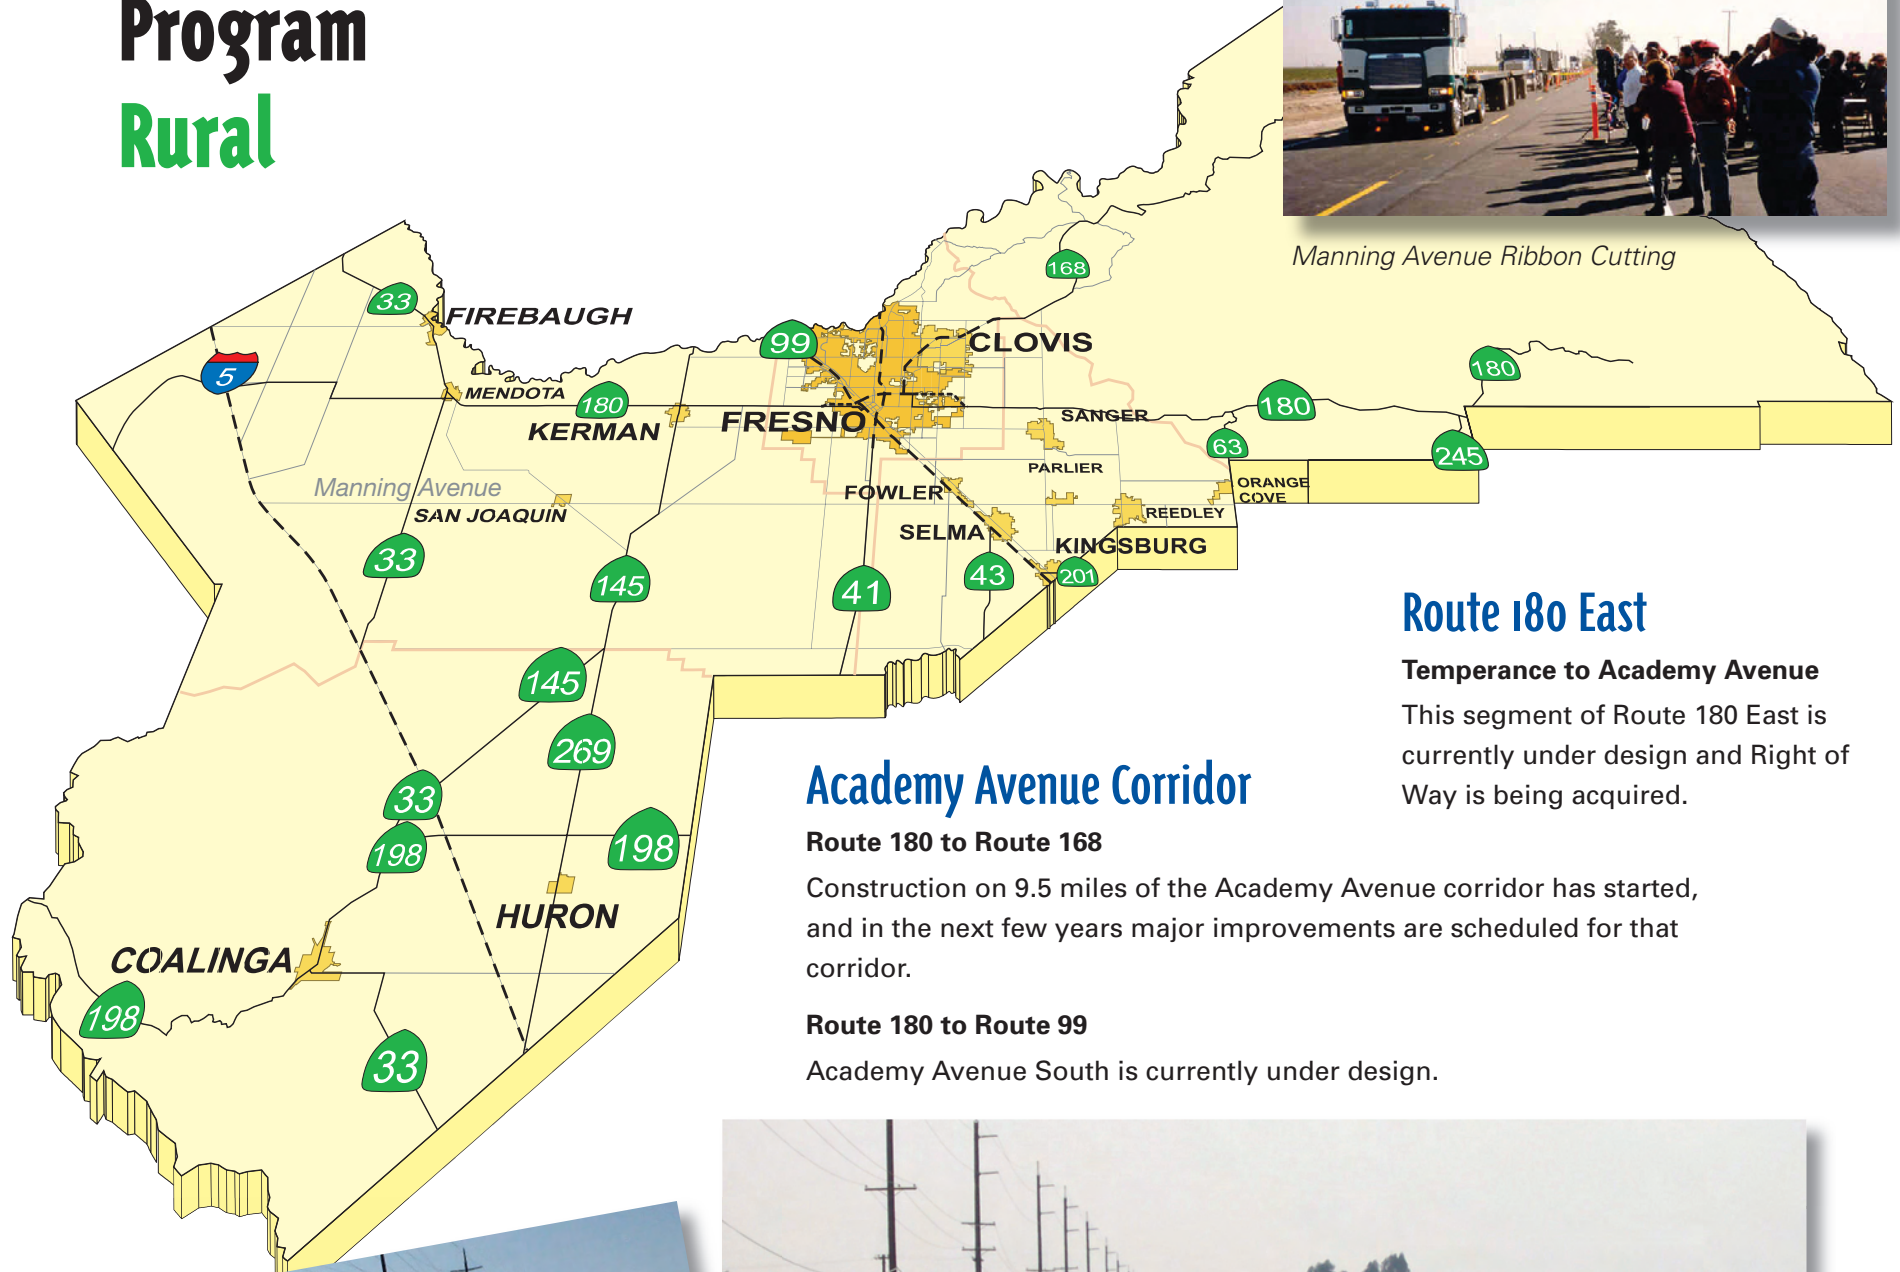 Program
Rural
Manning Avenue Ribbon Cutting
168
33
FIREBAUGH
99
CLOVIS
5
180
MENDOTA
180
180
KERMAN
FRESNO
SANGER
63
245
PARLIER
Manning Avenue
ORANGE
COVE
FOWLER
SAN JOAQUIN
REEDLEY
SELMA
KINGSBURG
33
145
41
43
201
145
269
33
198
198
HURON
COALINGA
198
33
Route 180 East
Temperance to Academy Avenue
This segment of Route 180 East is
currently under design and Right of
Way is being acquired.
Academy Avenue Corridor
Route 180 to Route 168
Construction on 9.5 miles of the Academy Avenue corridor has started,
and in the next few years major improvements are scheduled for that
corridor.
Route 180 to Route 99
Academy Avenue South is currently under design.